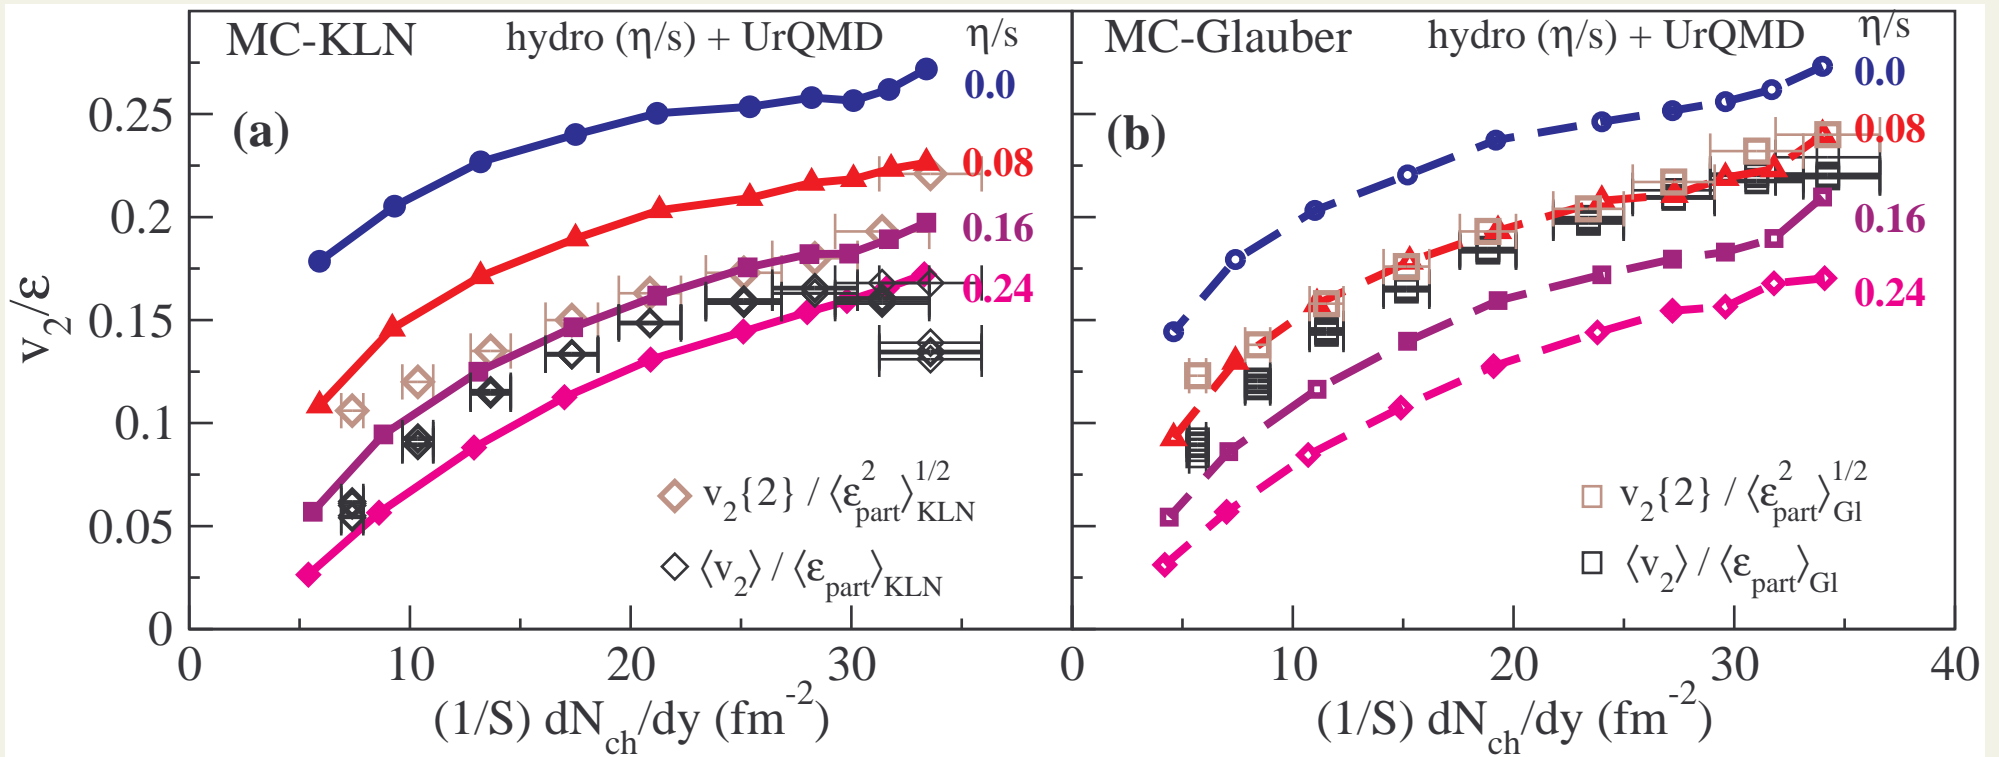 MC-KLN hydro (η/s) + UrQMD η/s
0.0
0.08
0.16
0.24
(a)
v₂{2} / ⟨ε²part⟩¹/²KLN
⟨v₂⟩ / ⟨εpart⟩KLN
MC-Glauber hydro (η/s) + UrQMD η/s
0.0
0.08
0.16
0.24
(b)
v₂{2} / ⟨ε²part⟩¹/²Gl
⟨v₂⟩ / ⟨εpart⟩Gl
v₂/ε
0.25
0.2
0.15
0.1
0.05
0
0 10 20 30 0 10 20 30 40
(1/S) dNch/dy (fm⁻²) (1/S) dNch/dy (fm⁻²)